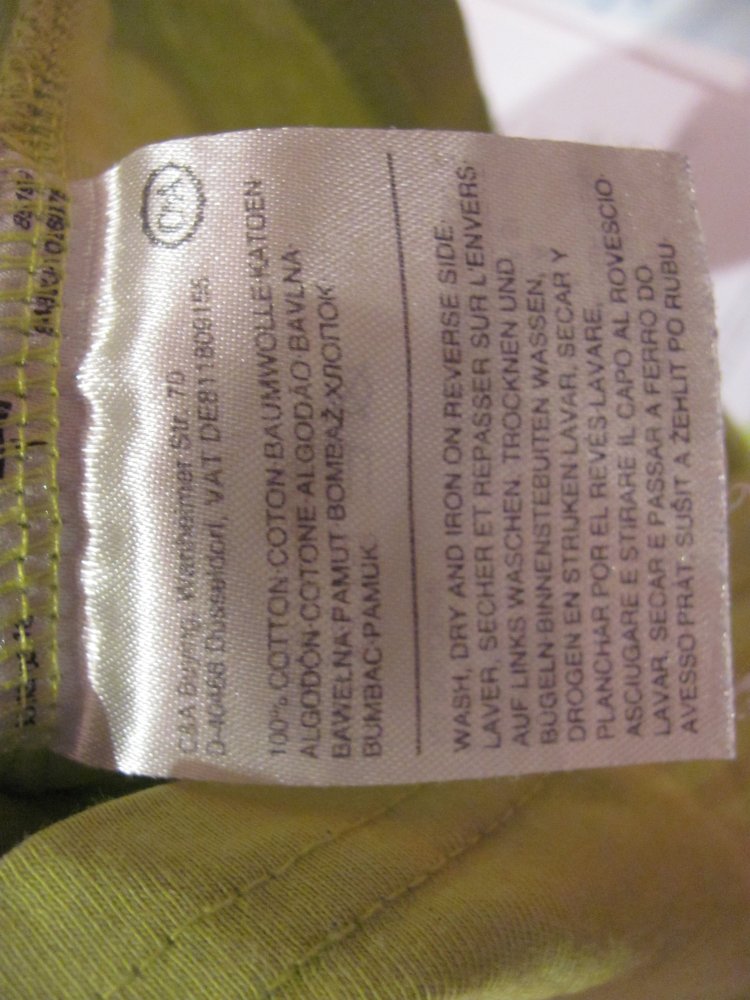 C&A
C&A Buying, Wanheimer Str. 70
D-40468 Düsseldorf, VAT DE811809155
100% COTTON·COTON·BAUMWOLLE·KATOEN
ALGODÓN·COTONE·ALGODÃO·BAVLNA·
BAWEŁNA·PAMUT·BOMBAŽ·ХЛОПОК·
BUMBAC·PAMUK
WASH, DRY AND IRON ON REVERSE SIDE·
LAVER, SECHER ET REPASSER SUR L'ENVERS·
AUF LINKS WASCHEN, TROCKNEN UND
BUGELN·BINNENSTEBUITEN WASSEN,
DROGEN EN STRIJKEN·LAVAR, SECAR Y
PLANCHAR POR EL REVÉS·LAVARE,
ASCIUGARE E STIRARE IL CAPO AL ROVESCIO·
LAVAR, SECAR E PASSAR A FERRO DO
AVESSO·PRÁT, SUŠIT A ŽEHLIT PO RUBU·